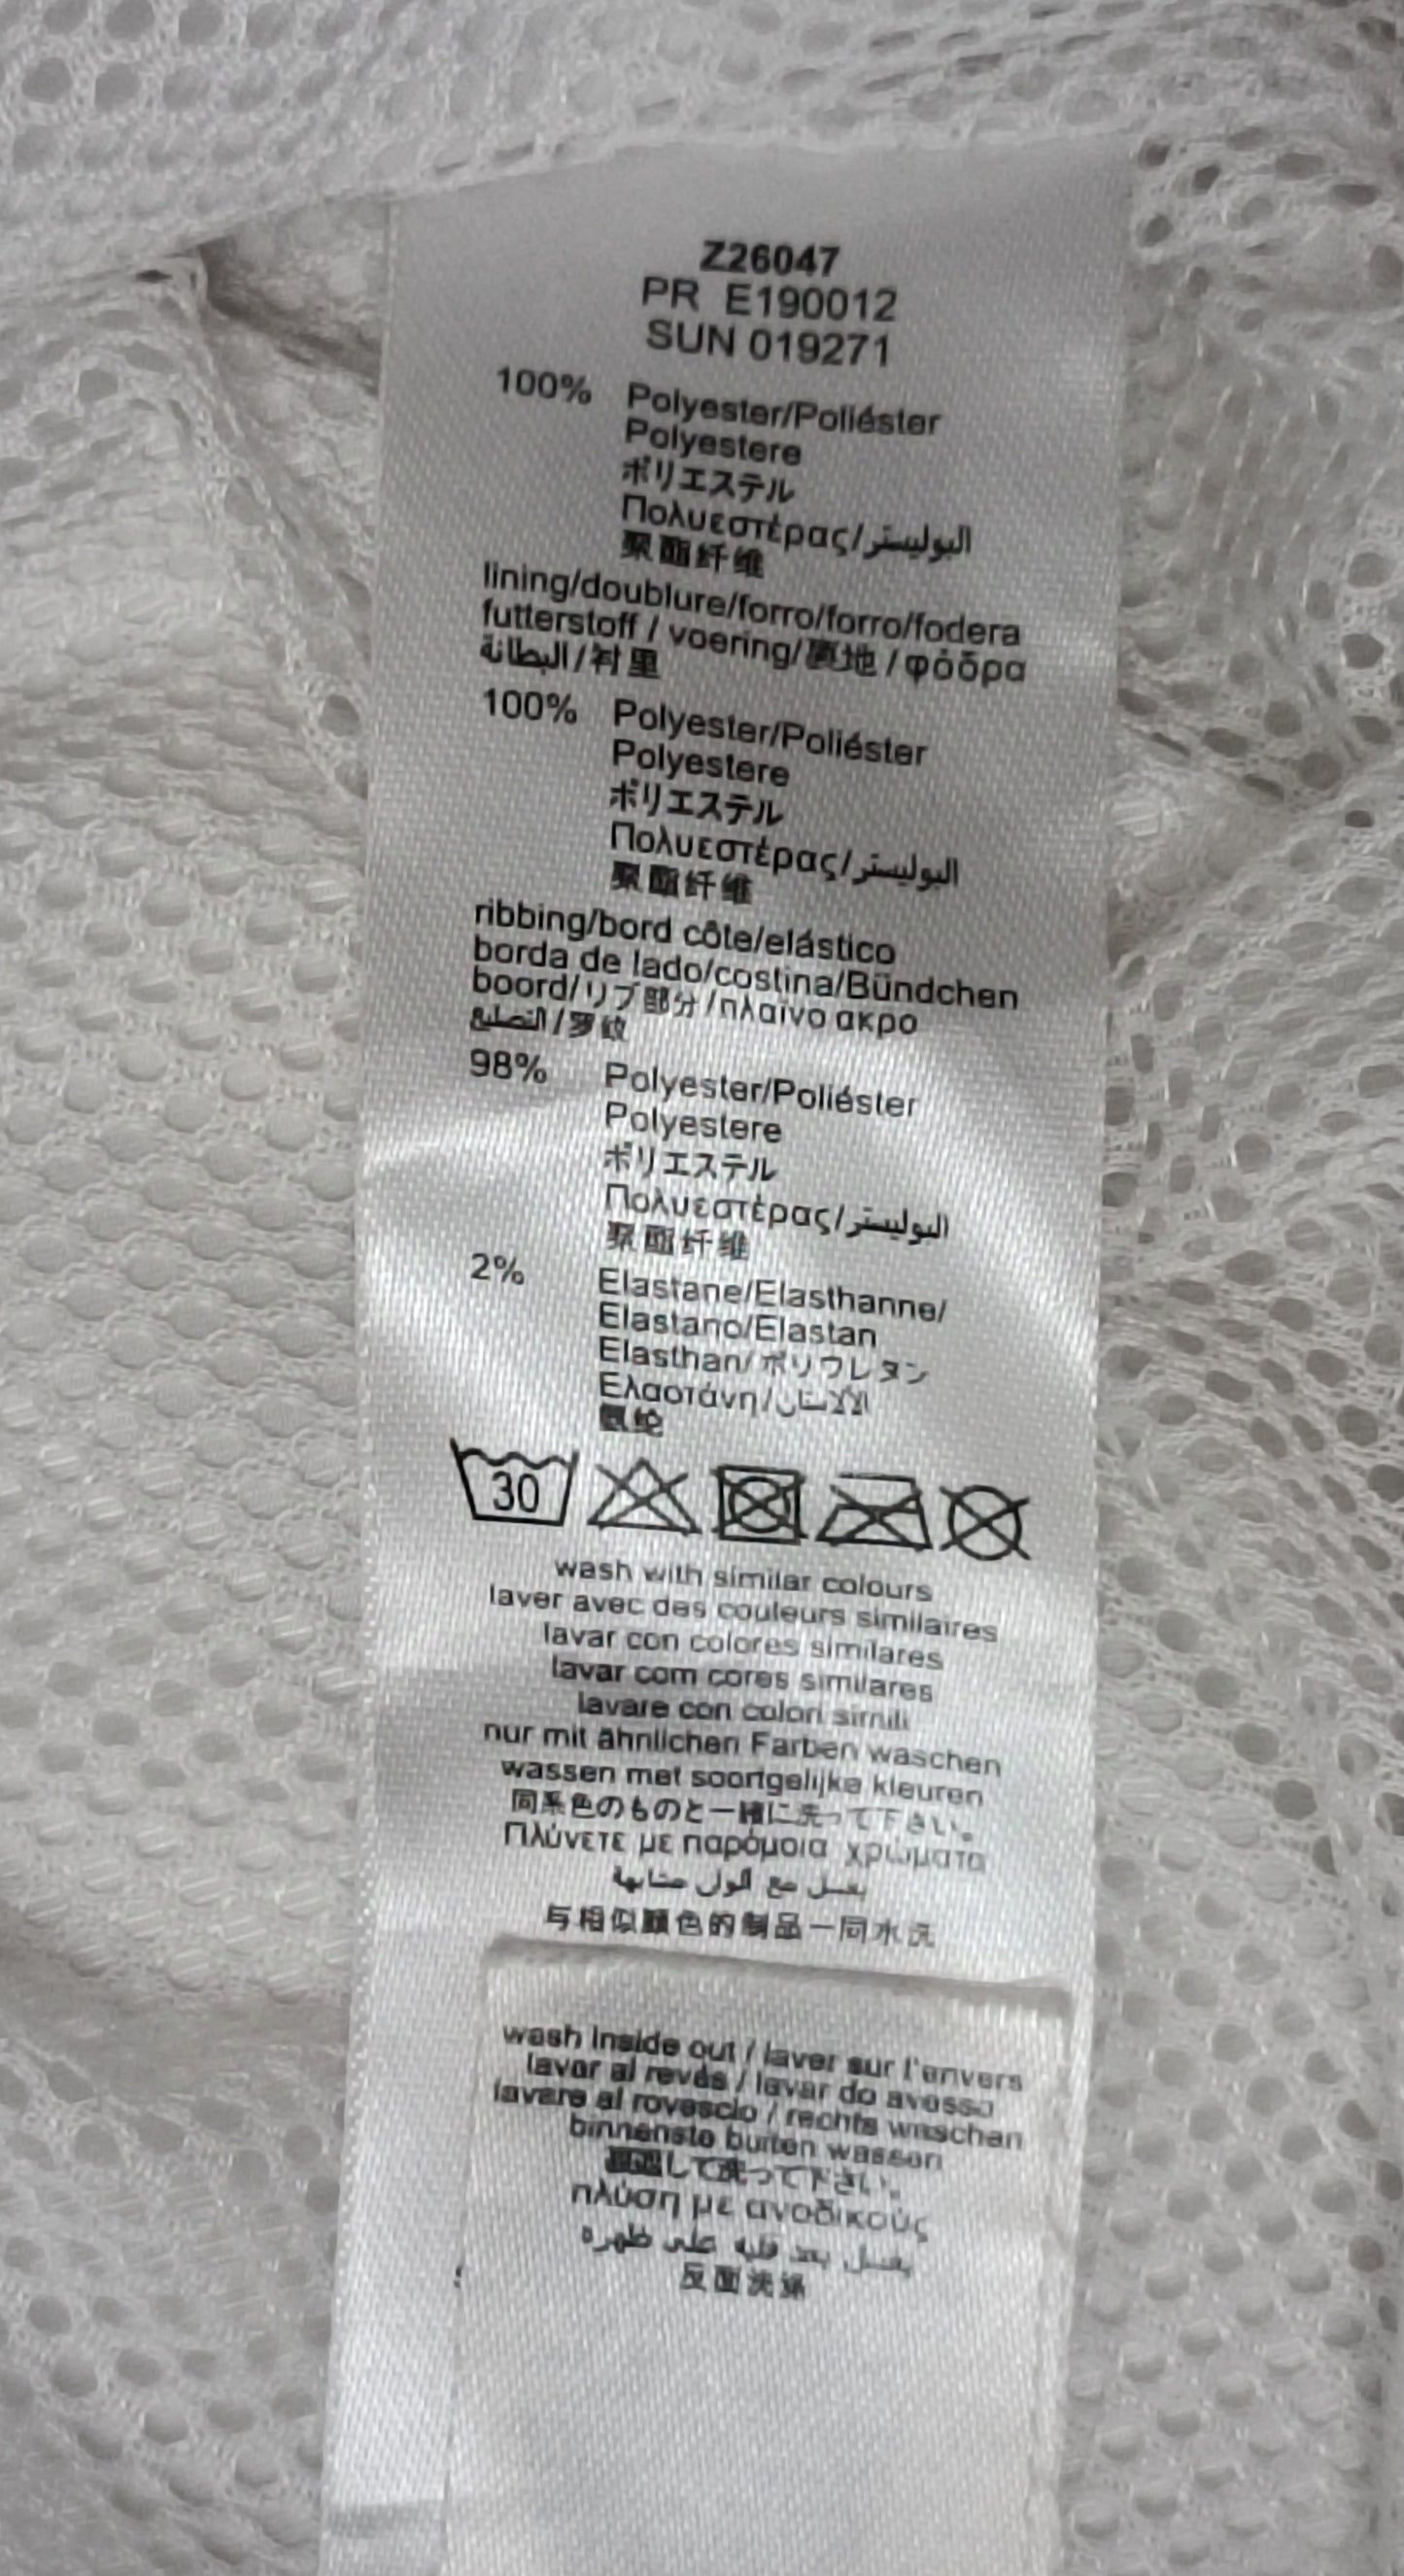 Z26047
PR E190012
SUN 019271
100% Polyester/Poliéster
Polyestere
ポリエステル
Πολυεστέρας/البوليستر
聚酯纤维
lining/doublure/forro/forro/fodera
futterstoff / voering/裏地 / φόδρα
البطانة/衬里
100% Polyester/Poliéster
Polyestere
ポリエステル
Πολυεστέρας/البوليستر
聚酯纤维
ribbing/bord côte/elástico
borda de lado/costina/Bündchen
boord/リブ部分/πλαϊνο ακρο
التضليع/罗纹
98% Polyester/Poliéster
Polyestere
ポリエステル
Πολυεστέρας/البوليستر
聚酯纤维
2% Elastane/Elasthanne/
Elastano/Elastan
Elasthan/ポリウレタン
Ελαστάνη/الألاستان
氨纶
30
wash with similar colours
laver avec des couleurs similaires
lavar con colores similares
lavar com cores similares
lavare con colori simili
nur mit ähnlichen Farben waschen
wassen met soortgelijke kleuren
同系色のものと一緒に洗って下さい。
Πλύνετε με παρόμοια χρώματα
يغسل مع ألوان مشابهة
与相似颜色的制品一同水洗
wash inside out / laver sur l'envers
lavar al revés / lavar do avesso
lavare al rovescio / rechts waschen
binnenste buiten wassen
裏返して洗って下さい。
πλύση με ανοδικούς
يغسل بعد قلبه على ظهره
反面洗涤